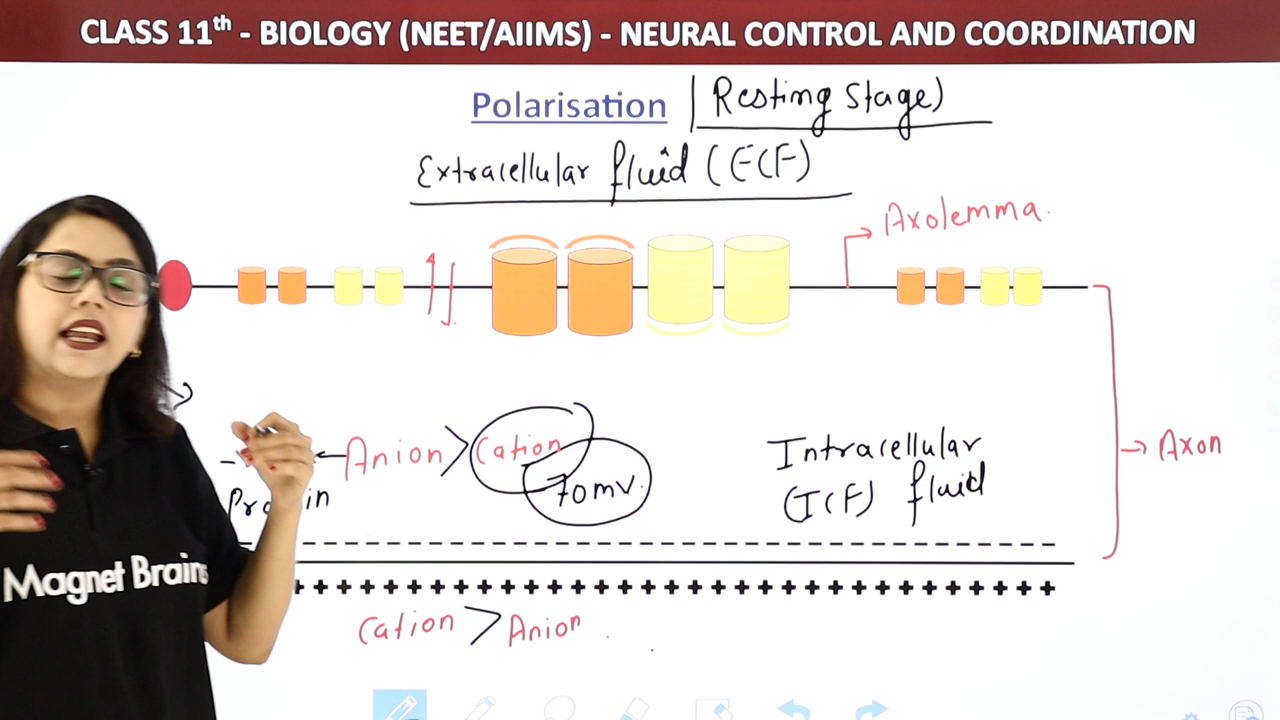 CLASS 11th - BIOLOGY (NEET/AIIMS) - NEURAL CONTROL AND COORDINATION
Polarisation | Resting Stage)
Extracellular fluid (ECF)
Axolemma.
Anion > Cation
-70mv.
Intracellular
(ICF) fluid
Axon
- - - - - - - - - - - - - - - - - - - - - - - - - - - - - - - - - - - -
+ + + + + + + + + + + + + + + + + + + + + + + + + + + + + + + + +
Cation > Anion
Magnet Brains